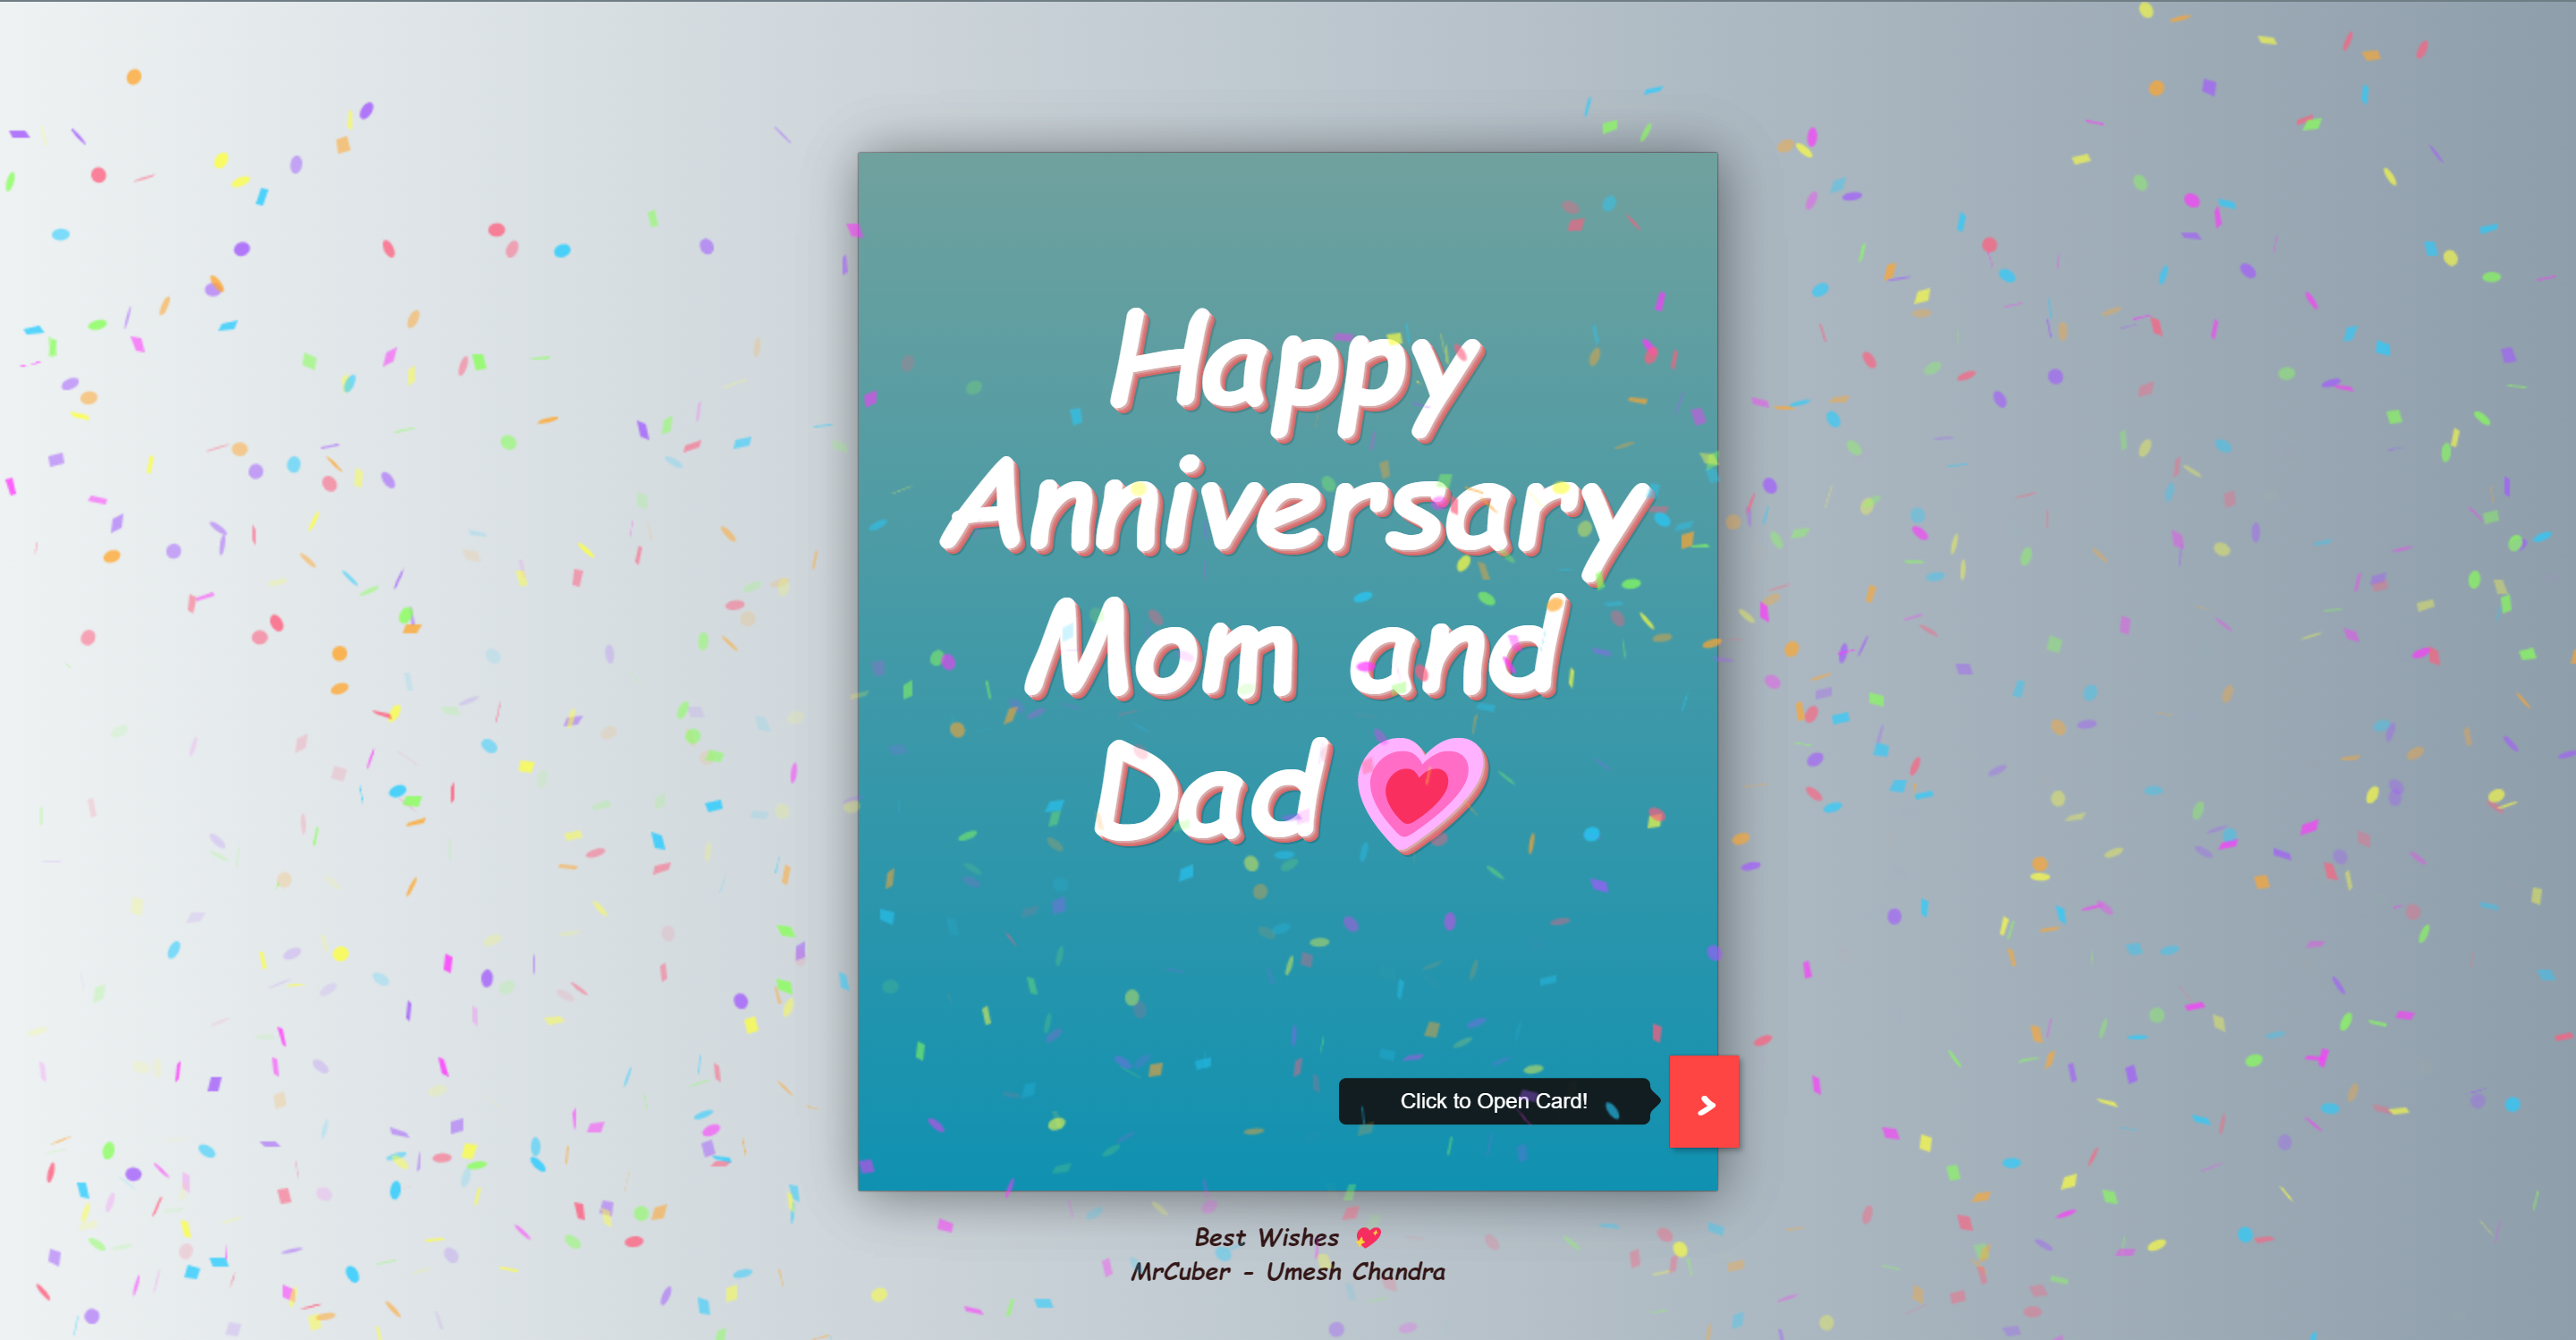 Happy
Anniversary
Mom and
Dad 💗
Click to Open Card!
Best Wishes 💖
MrCuber - Umesh Chandra